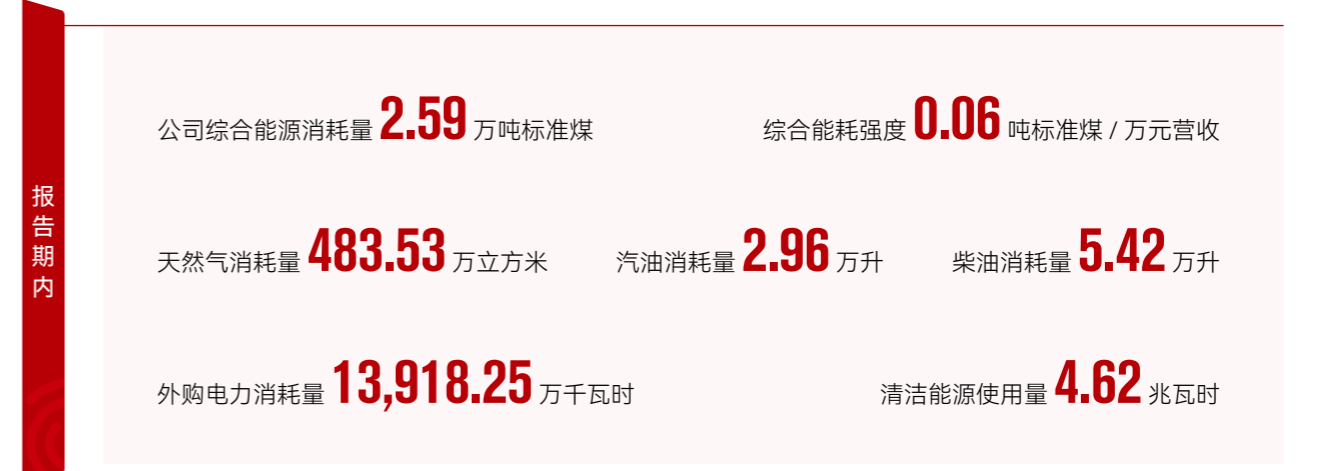 报告期内
公司综合能源消耗量 2.59 万吨标准煤
综合能耗强度 0.06 吨标准煤 / 万元营收
天然气消耗量 483.53 万立方米
汽油消耗量 2.96 万升
柴油消耗量 5.42 万升
外购电力消耗量 13,918.25 万千瓦时
清洁能源使用量 4.62 兆瓦时